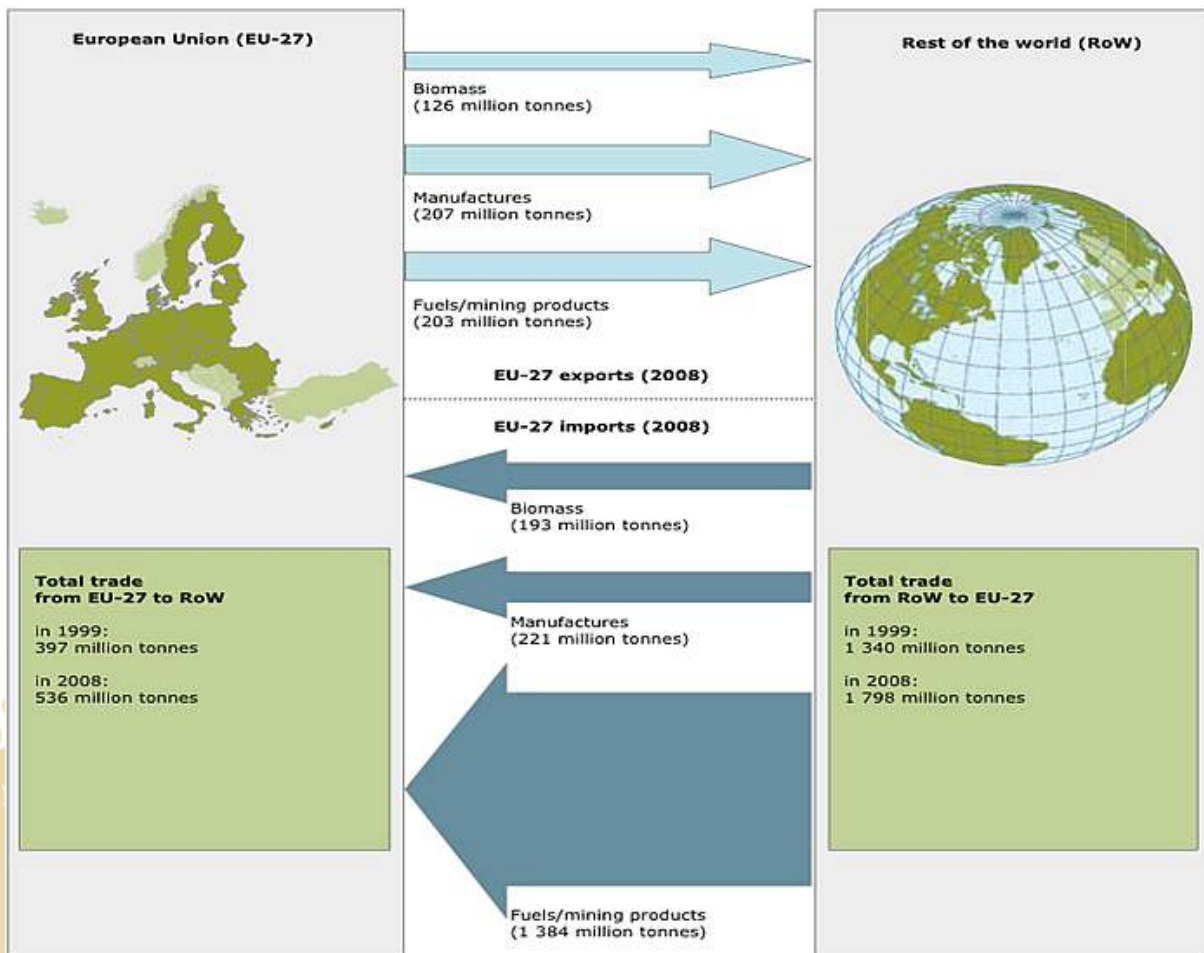 European Union (EU-27)
Biomass
(126 million tonnes)
Manufactures
(207 million tonnes)
Fuels/mining products
(203 million tonnes)
EU-27 exports (2008)
EU-27 imports (2008)
Biomass
(193 million tonnes)
Manufactures
(221 million tonnes)
Fuels/mining products
(1 384 million tonnes)
Rest of the world (RoW)
Total trade
from EU-27 to RoW
in 1999:
397 million tonnes
in 2008:
536 million tonnes
Total trade
from RoW to EU-27
in 1999:
1 340 million tonnes
in 2008:
1 798 million tonnes